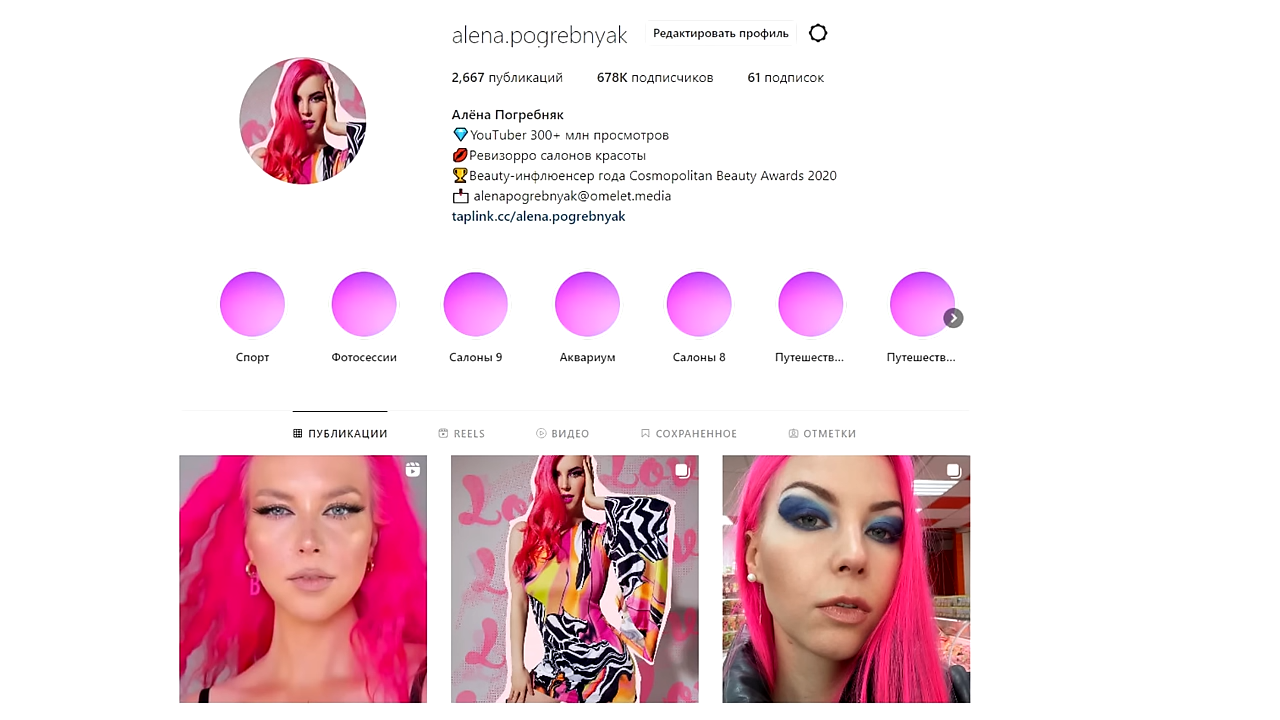 alena.pogrebnyak Редактировать профиль
2,667 публикаций 678K подписчиков 61 подписок
Алёна Погребняк
YouTuber 300+ млн просмотров
Ревизорро салонов красоты
Beauty-инфлюенсер года Cosmopolitan Beauty Awards 2020
alenapogrebnyak@omelet.media
taplink.cc/alena.pogrebnyak
Спорт Фотосессии Салоны 9 Аквариум Салоны 8 Путешеств... Путешеств...
ПУБЛИКАЦИИ REELS ВИДЕО СОХРАНЕННОЕ ОТМЕТКИ
Love